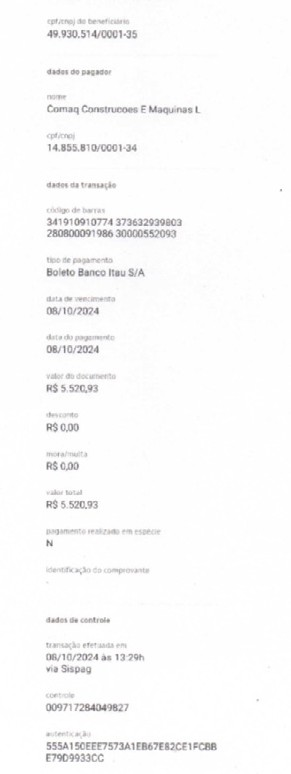 cpf/cnpj do beneficiário
49.930.514/0001-35
dados do pagador
nome
Comaq Construcoes E Maquinas L
cpf/cnpj
14.855.810/0001-34
dados da transação
código de barras
341910910774 373632939803
280800091986 30000552093
tipo de pagamento
Boleto Banco Itau S/A
data de vencimento
08/10/2024
data do pagamento
08/10/2024
valor do documento
R$ 5.520,93
desconto
R$ 0,00
mora/multa
R$ 0,00
valor total
R$ 5.520,93
pagamento realizado em espécie
N
identificação do comprovante
-
dados de controle
transação efetuada em
08/10/2024 às 13:29h
via Sispag
controle
009717284049827
autenticação
555A150EEE7573A1EB67E82CE1FCBB
E79D9933CC